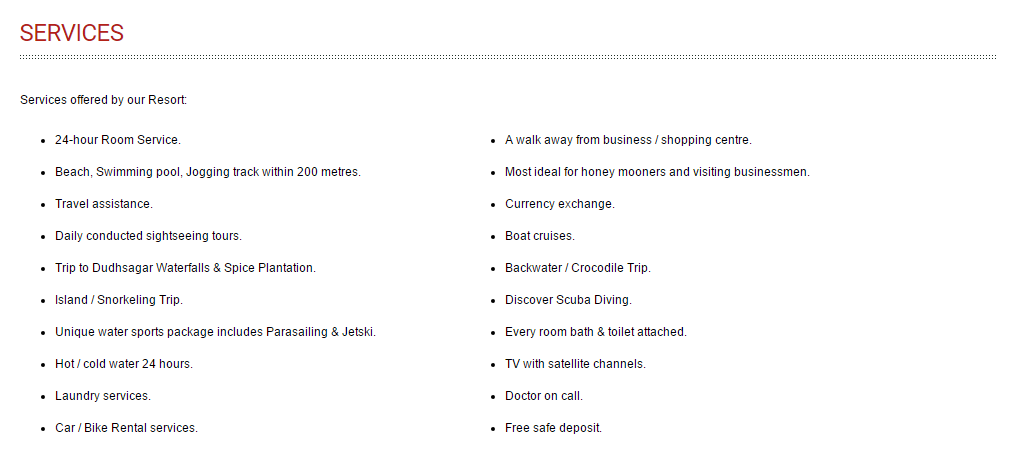 SERVICES
Services offered by our Resort:
24-hour Room Service.
Beach, Swimming pool, Jogging track within 200 metres.
Travel assistance.
Daily conducted sightseeing tours.
Trip to Dudhsagar Waterfalls & Spice Plantation.
Island / Snorkeling Trip.
Unique water sports package includes Parasailing & Jetski.
Hot / cold water 24 hours.
Laundry services.
Car / Bike Rental services.
A walk away from business / shopping centre.
Most ideal for honey mooners and visiting businessmen.
Currency exchange.
Boat cruises.
Backwater / Crocodile Trip.
Discover Scuba Diving.
Every room bath & toilet attached.
TV with satellite channels.
Doctor on call.
Free safe deposit.